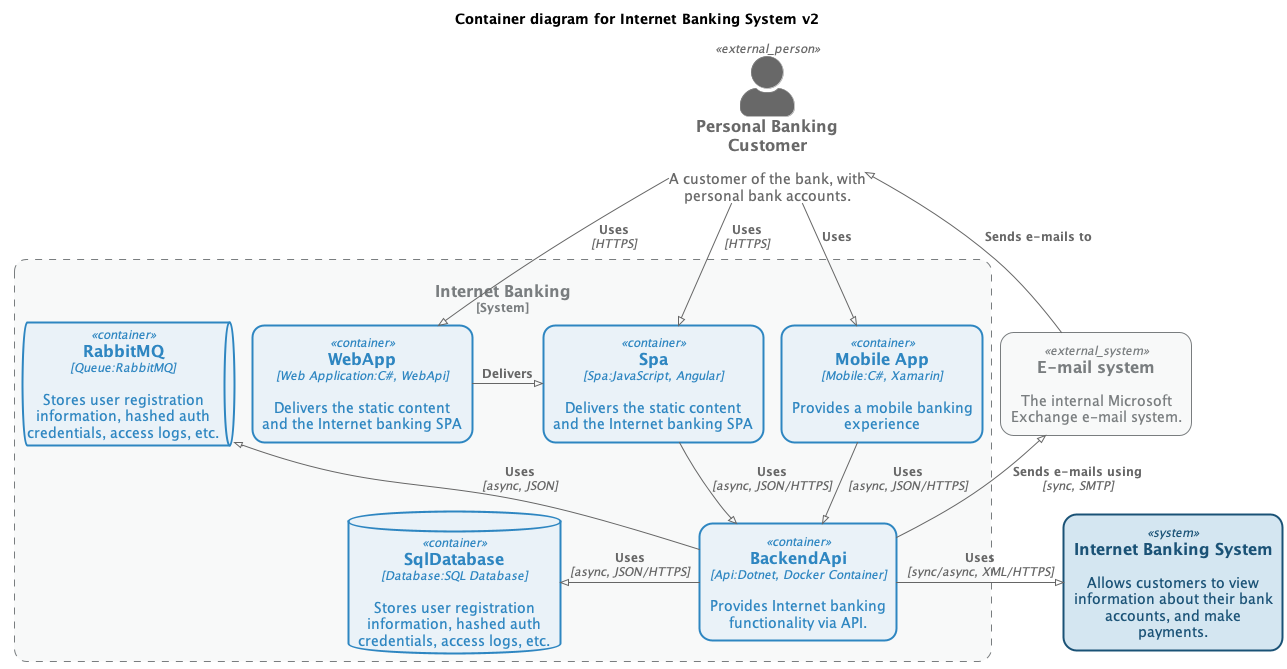 Container diagram for Internet Banking System v2
«external_person»
Personal Banking
Customer
A customer of the bank, with
personal bank accounts.
Uses
[HTTPS]
Uses
[HTTPS]
Uses
Sends e-mails to
Internet Banking
[System]
«container»
RabbitMQ
[Queue:RabbitMQ]
Stores user registration
information, hashed auth
credentials, access logs, etc.
«container»
WebApp
[Web Application:C#, WebApi]
Delivers the static content
and the Internet banking SPA
Delivers
«container»
Spa
[Spa:JavaScript, Angular]
Delivers the static content
and the Internet banking SPA
«container»
Mobile App
[Mobile:C#, Xamarin]
Provides a mobile banking
experience
«external_system»
E-mail system
The internal Microsoft
Exchange e-mail system.
Uses
[async, JSON]
Uses
[async, JSON/HTTPS]
Uses
[async, JSON/HTTPS]
Sends e-mails using
[sync, SMTP]
«container»
SqlDatabase
[Database:SQL Database]
Stores user registration
information, hashed auth
credentials, access logs, etc.
Uses
[async, JSON/HTTPS]
«container»
BackendApi
[Api:Dotnet, Docker Container]
Provides Internet banking
functionality via API.
Uses
[sync/async, XML/HTTPS]
«system»
Internet Banking System
Allows customers to view
information about their bank
accounts, and make
payments.